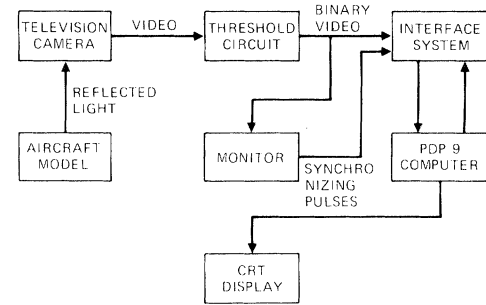 TELEVISION
CAMERA
VIDEO
THRESHOLD
CIRCUIT
BINARY
VIDEO
INTERFACE
SYSTEM
REFLECTED
LIGHT
AIRCRAFT
MODEL
MONITOR
SYNCHRO
NIZING
PULSES
PDP 9
COMPUTER
CRT
DISPLAY